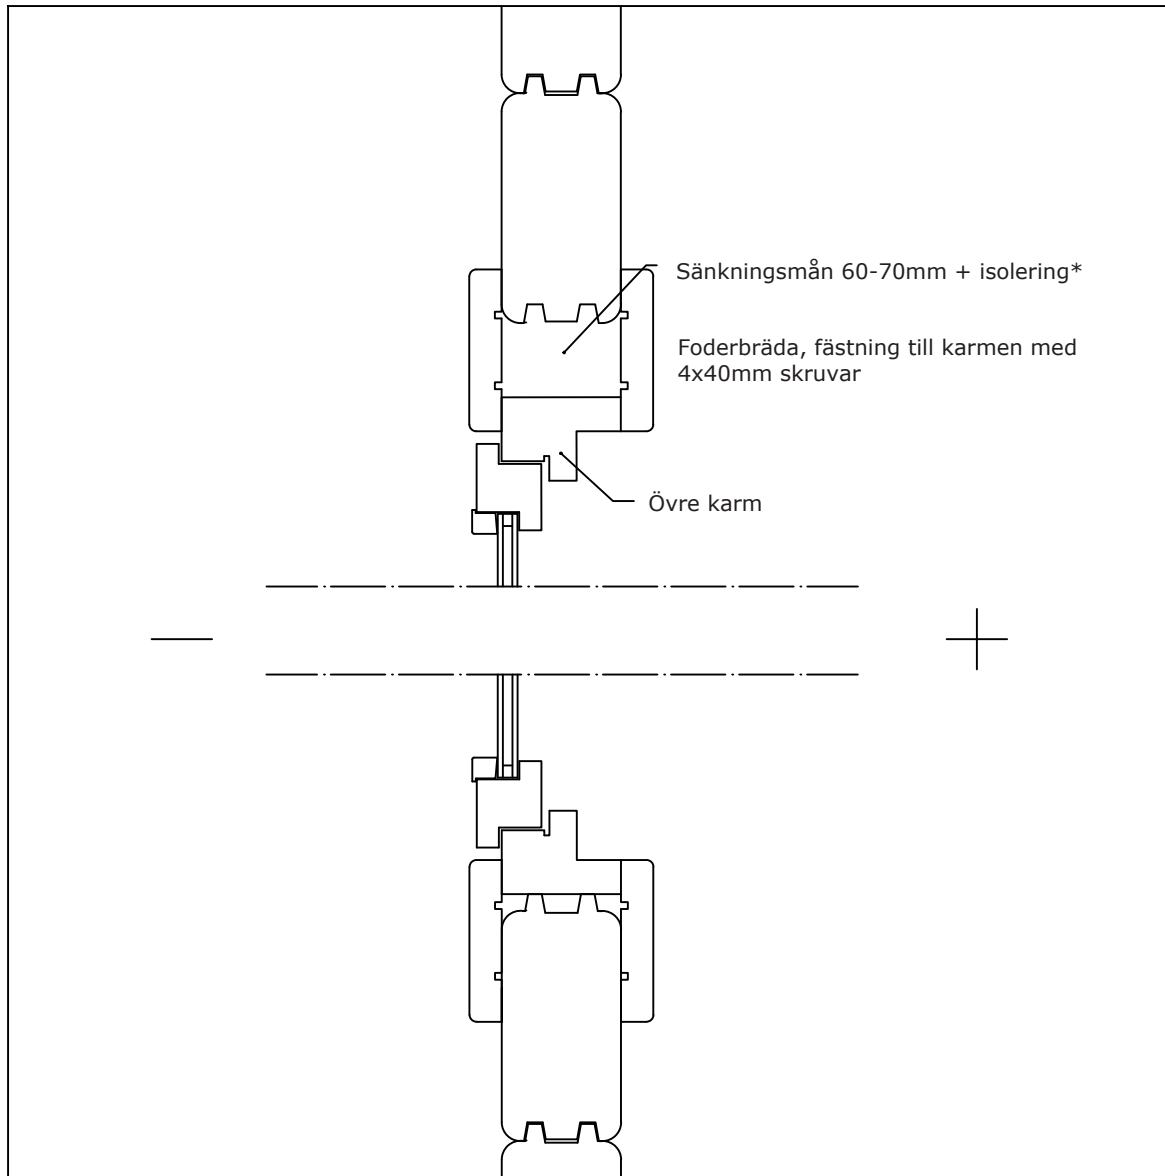 Sänkningsmån 60-70mm + isolering*
Foderbräda, fästning till karmen med
4x40mm skruvar
Övre karm